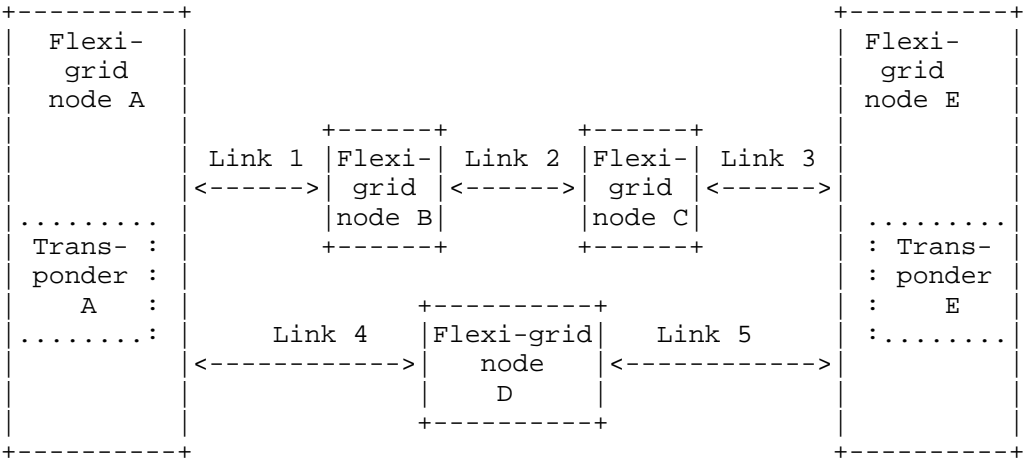 +----------+                                           +----------+
|  Flexi-  |                                           | Flexi-   |
|   grid   |                                           |  grid    |
|  node A  |                                           | node E   |
|          |        +------+        +------+           |          |
|          | Link 1 |Flexi-| Link 2 |Flexi-| Link 3    |          |
|          |<------>| grid |<------>| grid |<------>   |          |
|......... |        |node B|        |node C|           | .........|
| Trans- : |        +------+        +------+           | : Trans- |
| ponder : |                                           | : ponder |
|    A   : |              +----------+                 | :    E   |
|........: |     Link 4   |Flexi-grid|   Link 5        | :........|
|          |<------------>|   node   |<------------>   |          |
|          |              |    D     |                 |          |
|          |              +----------+                 |          |
+----------+                                           +----------+